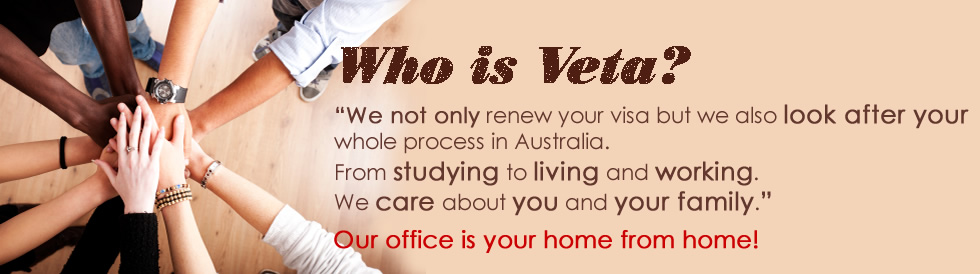 Who is Veta?
“We not only renew your visa but we also look after your
whole process in Australia.
From studying to living and working.
We care about you and your family.”
Our office is your home from home!